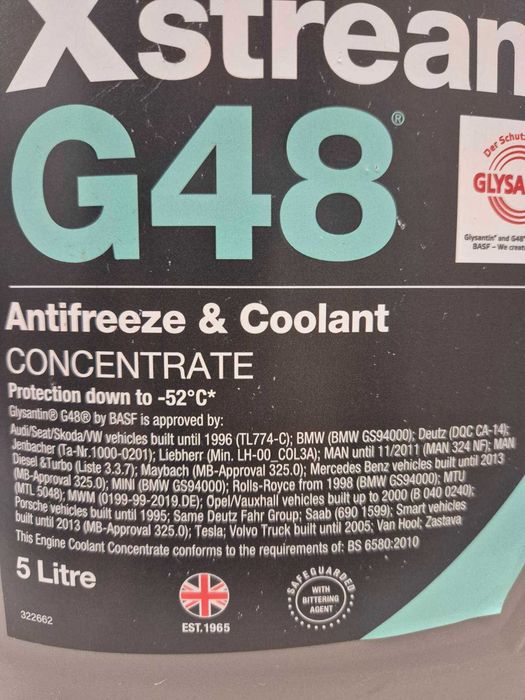 Xstream
G48®
Der Schutz
GLYSA
Glysantin® and G48®
BASF – We create
Antifreeze & Coolant
CONCENTRATE
Protection down to -52°C*
Glysantin® G48® by BASF is approved by:
Audi/Seat/Skoda/VW vehicles built until 1996 (TL774-C); BMW (BMW GS94000); Deutz (DQC CA-14);
Jenbacher (Ta-Nr.1000-0201); Liebherr (Min. LH-00_COL3A); MAN until 11/2011 (MAN 324 NF); MAN
Diesel &Turbo (Liste 3.3.7); Maybach (MB-Approval 325.0); Mercedes Benz vehicles built until 2013
(MB-Approval 325.0); MINI (BMW GS94000); Rolls-Royce from 1998 (BMW GS94000); MTU
(MTL 5048); MWM (0199-99-2019.DE); Opel/Vauxhall vehicles built up to 2000 (B 040 0240);
Porsche vehicles built until 1995; Same Deutz Fahr Group; Saab (690 1599); Smart vehicles
built until 2013 (MB-Approval 325.0); Tesla; Volvo Truck built until 2005; Van Hool; Zastava
This Engine Coolant Concentrate conforms to the requirements of: BS 6580:2010
5 Litre
EST.1965
SAFEGUARDED
WITH
BITTERING
AGENT
322662